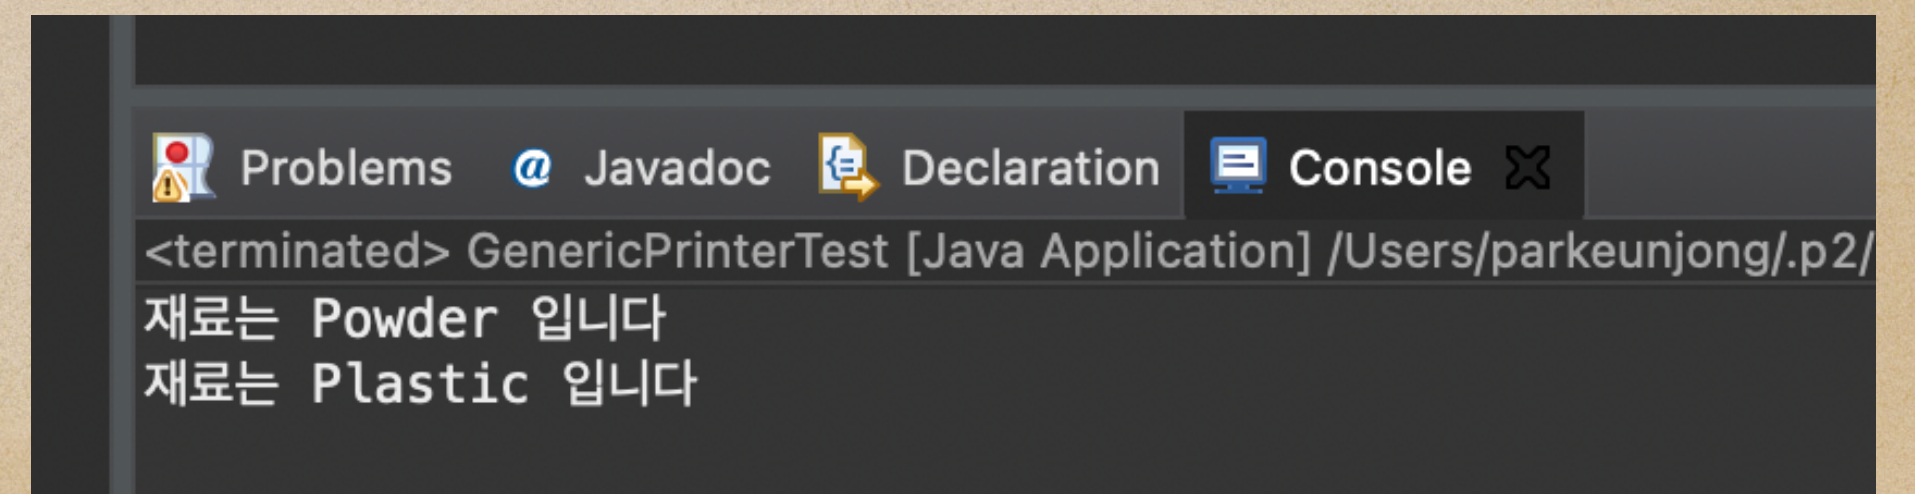 Problems @ Javadoc Declaration Console
<terminated> GenericPrinterTest [Java Application] /Users/parkeunjong/.p2/
재료는 Powder 입니다
재료는 Plastic 입니다